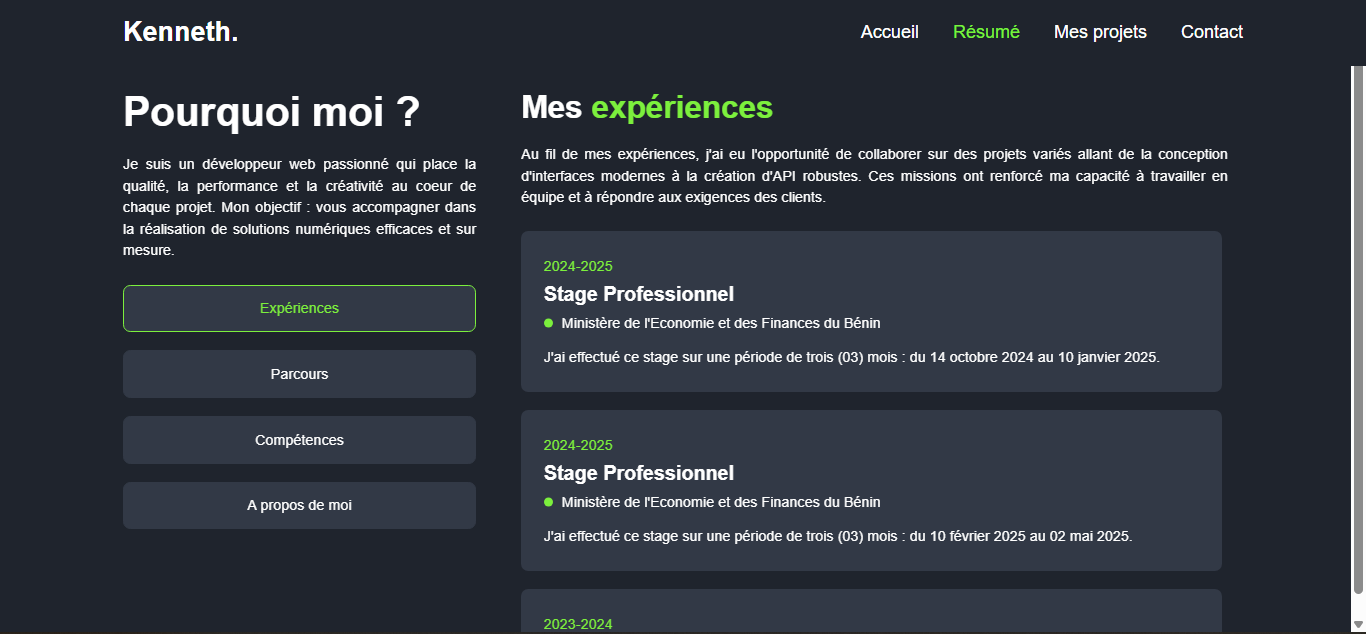 Kenneth.
Accueil Résumé Mes projets Contact
Pourquoi moi ?
Je suis un développeur web passionné qui place la
qualité, la performance et la créativité au coeur de
chaque projet. Mon objectif : vous accompagner dans
la réalisation de solutions numériques efficaces et sur
mesure.
Expériences
Parcours
Compétences
A propos de moi
Mes expériences
Au fil de mes expériences, j'ai eu l'opportunité de collaborer sur des projets variés allant de la conception
d'interfaces modernes à la création d'API robustes. Ces missions ont renforcé ma capacité à travailler en
équipe et à répondre aux exigences des clients.
2024-2025
Stage Professionnel
Ministère de l'Economie et des Finances du Bénin
J'ai effectué ce stage sur une période de trois (03) mois : du 14 octobre 2024 au 10 janvier 2025.
2024-2025
Stage Professionnel
Ministère de l'Economie et des Finances du Bénin
J'ai effectué ce stage sur une période de trois (03) mois : du 10 février 2025 au 02 mai 2025.
2023-2024